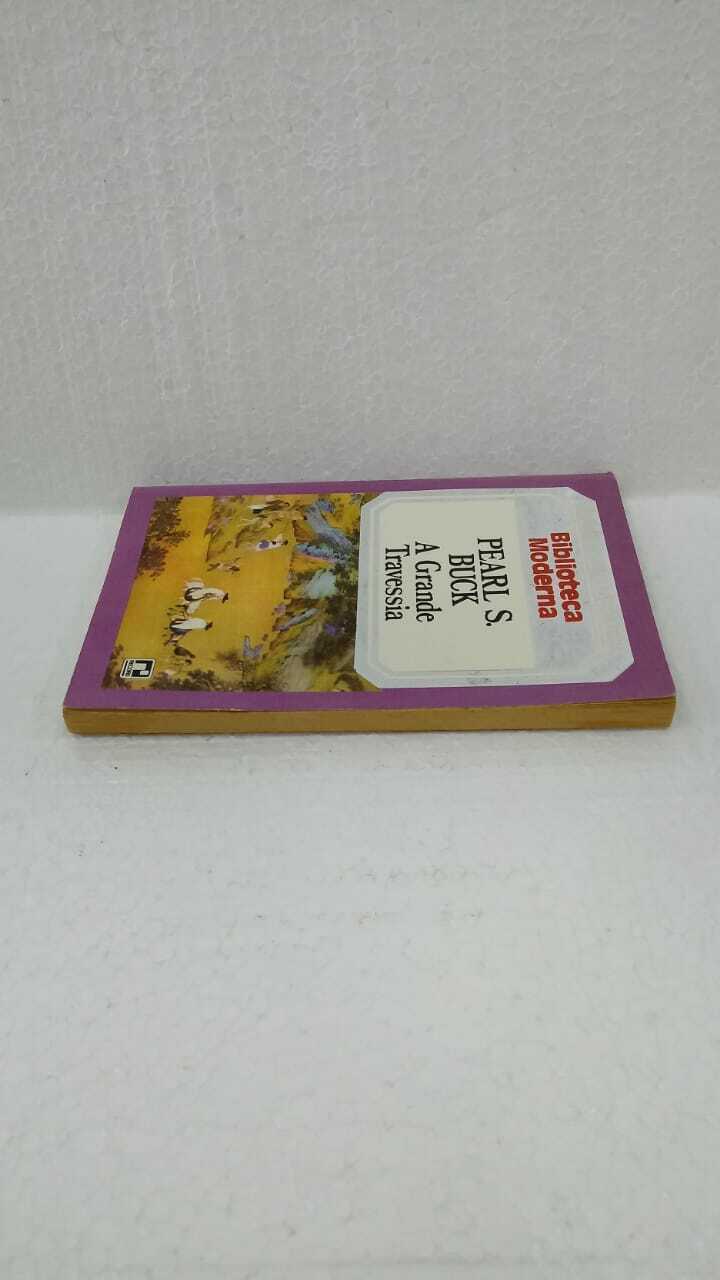 Biblioteca
Moderna
PEARL S.
BUCK
A Grande
Travessia